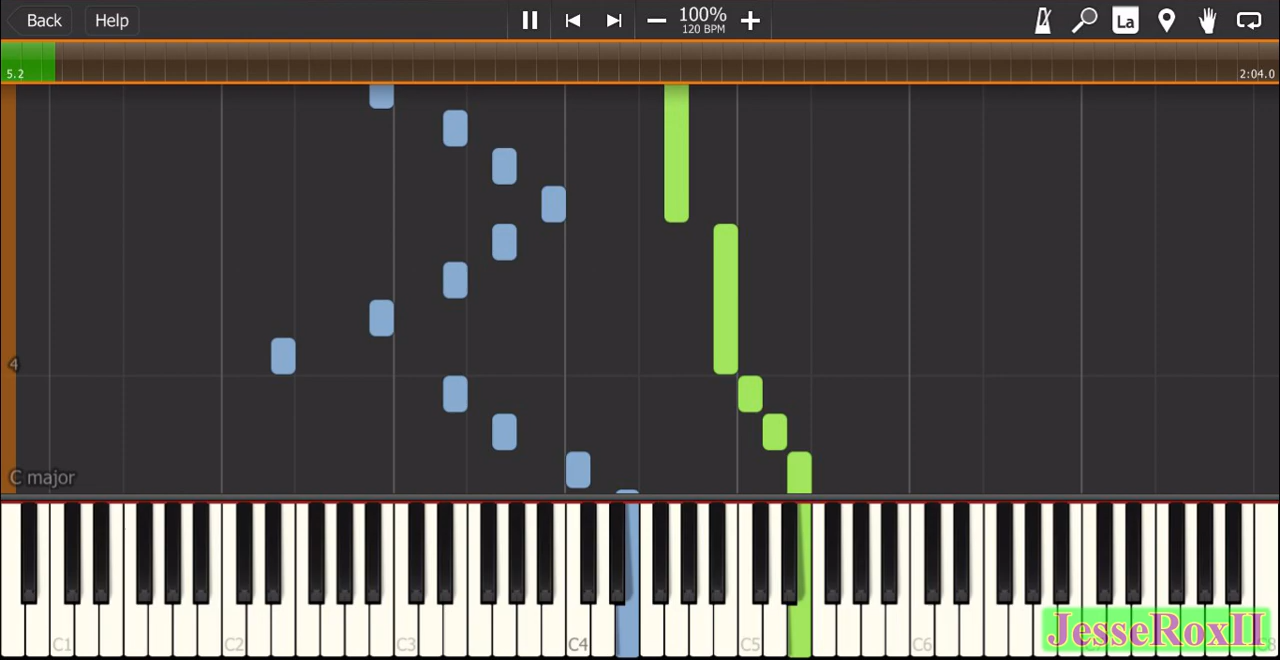 Back Help 100% La
120 BPM
5.2 2:04.0
4
C major
C1 C2 C3 C4 C5 C6 C8
JesseRoxII